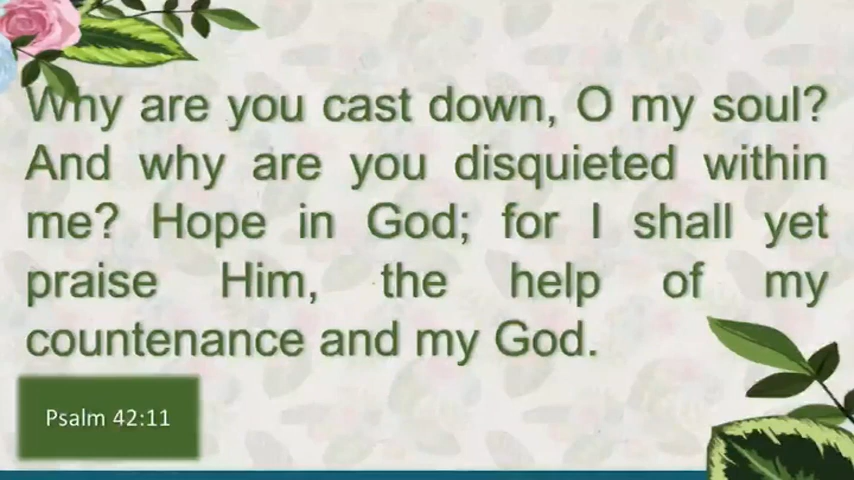 Why are you cast down, O my soul?
And why are you disquieted within
me? Hope in God; for I shall yet
praise Him, the help of my
countenance and my God.
Psalm 42:11